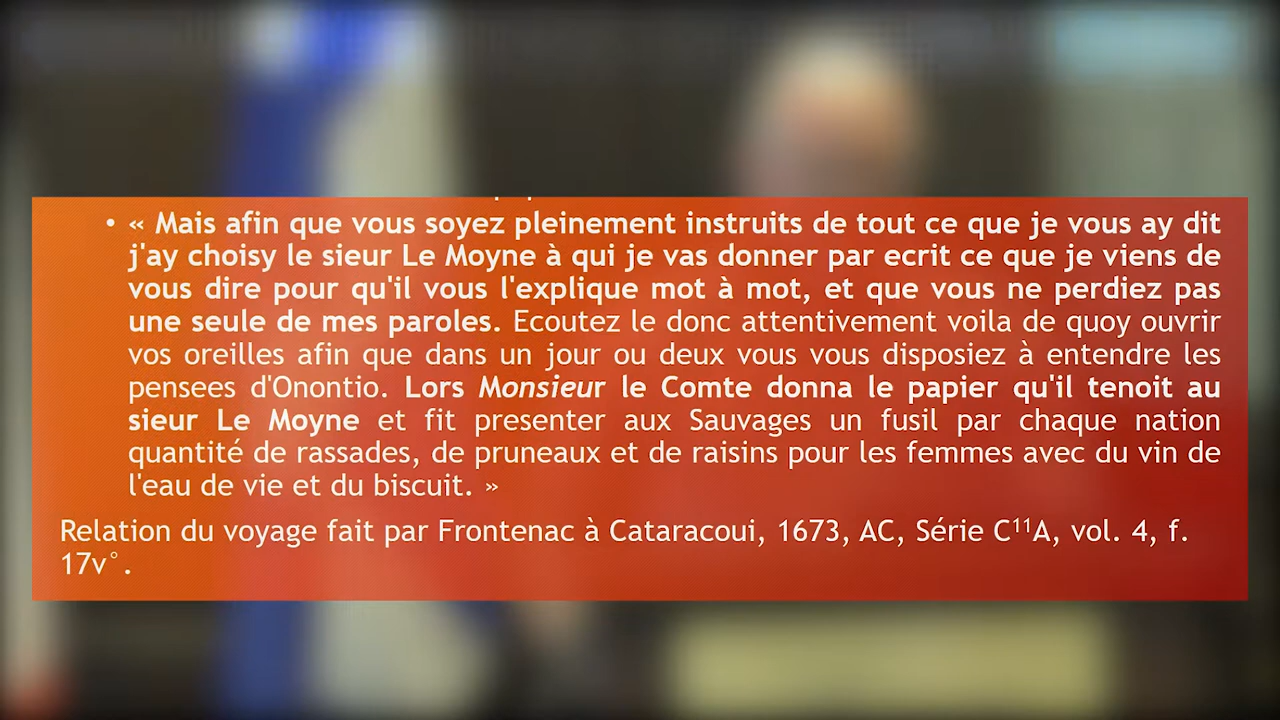 • « Mais afin que vous soyez pleinement instruits de tout ce que je vous ay dit
j'ay choisy le sieur Le Moyne à qui je vas donner par ecrit ce que je viens de
vous dire pour qu'il vous l'explique mot à mot, et que vous ne perdiez pas
une seule de mes paroles. Ecoutez le donc attentivement voila de quoy ouvrir
vos oreilles afin que dans un jour ou deux vous vous disposiez à entendre les
pensees d'Onontio. Lors Monsieur le Comte donna le papier qu'il tenoit au
sieur Le Moyne et fit presenter aux Sauvages un fusil par chaque nation
quantité de rassades, de pruneaux et de raisins pour les femmes avec du vin de
l'eau de vie et du biscuit. »
Relation du voyage fait par Frontenac à Cataracoui, 1673, AC, Série C¹¹A, vol. 4, f.
17v°.